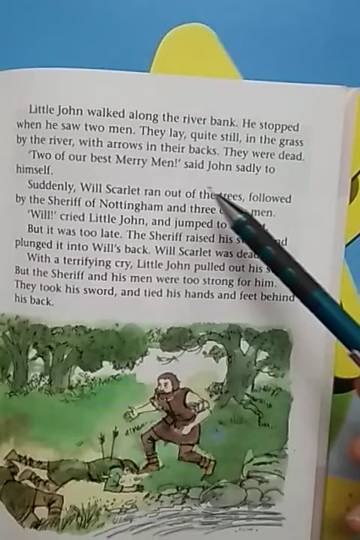 Little John walked along the river bank. He stopped
when he saw two men. They lay, quite still, in the grass
by the river, with arrows in their backs. They were dead.
'Two of our best Merry Men!' said John sadly to
himself.
Suddenly, Will Scarlet ran out of the trees, followed
by the Sheriff of Nottingham and three men.
'Will!' cried Little John, and jumped to
But it was too late. The Sheriff raised his and
plunged it into Will's back. Will Scarlet was dead
With a terrifying cry, Little John pulled out his
But the Sheriff and his men were too strong for him.
They took his sword, and tied his hands and feet behind
his back.